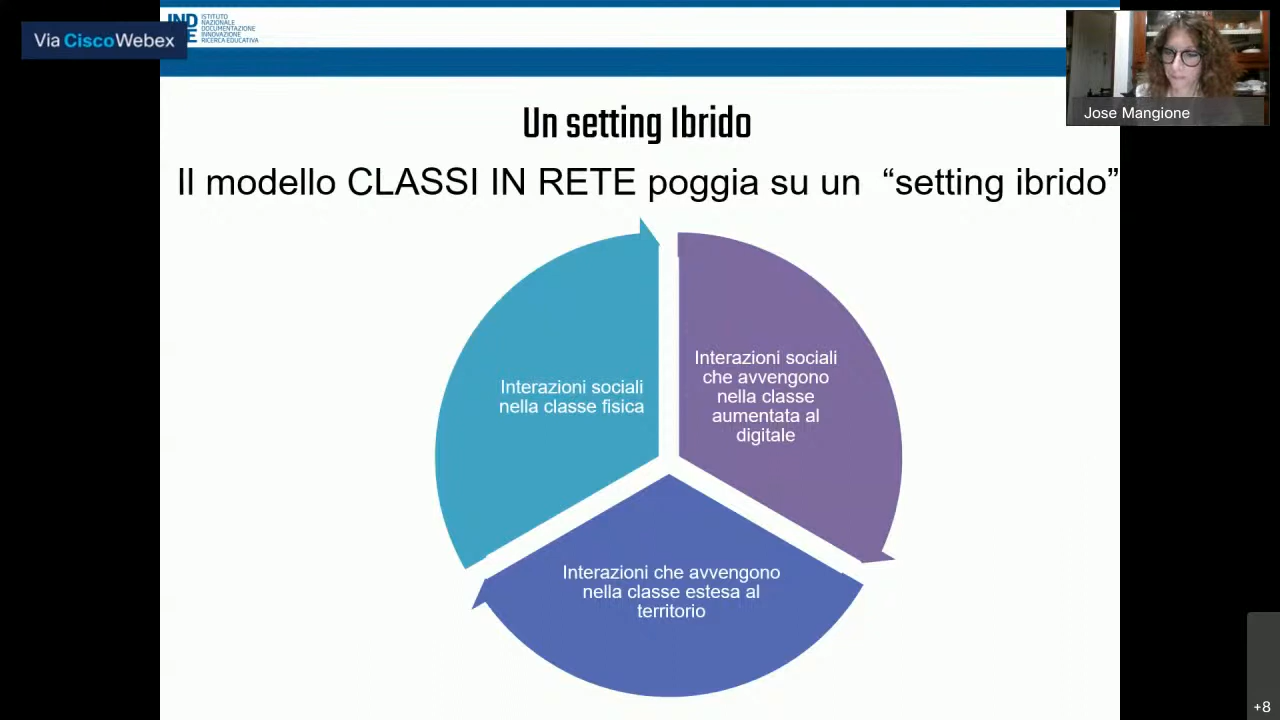 Via CiscoWebex
IND
E
ISTITUTO
NAZIONALE
DOCUMENTAZIONE
INNOVAZIONE
RICERCA EDUCATIVA
Jose Mangione
Un setting Ibrido
Il modello CLASSI IN RETE poggia su un “setting ibrido”
Interazioni sociali
nella classe fisica
Interazioni sociali
che avvengono
nella classe
aumentata al
digitale
Interazioni che avvengono
nella classe estesa al
territorio
+8